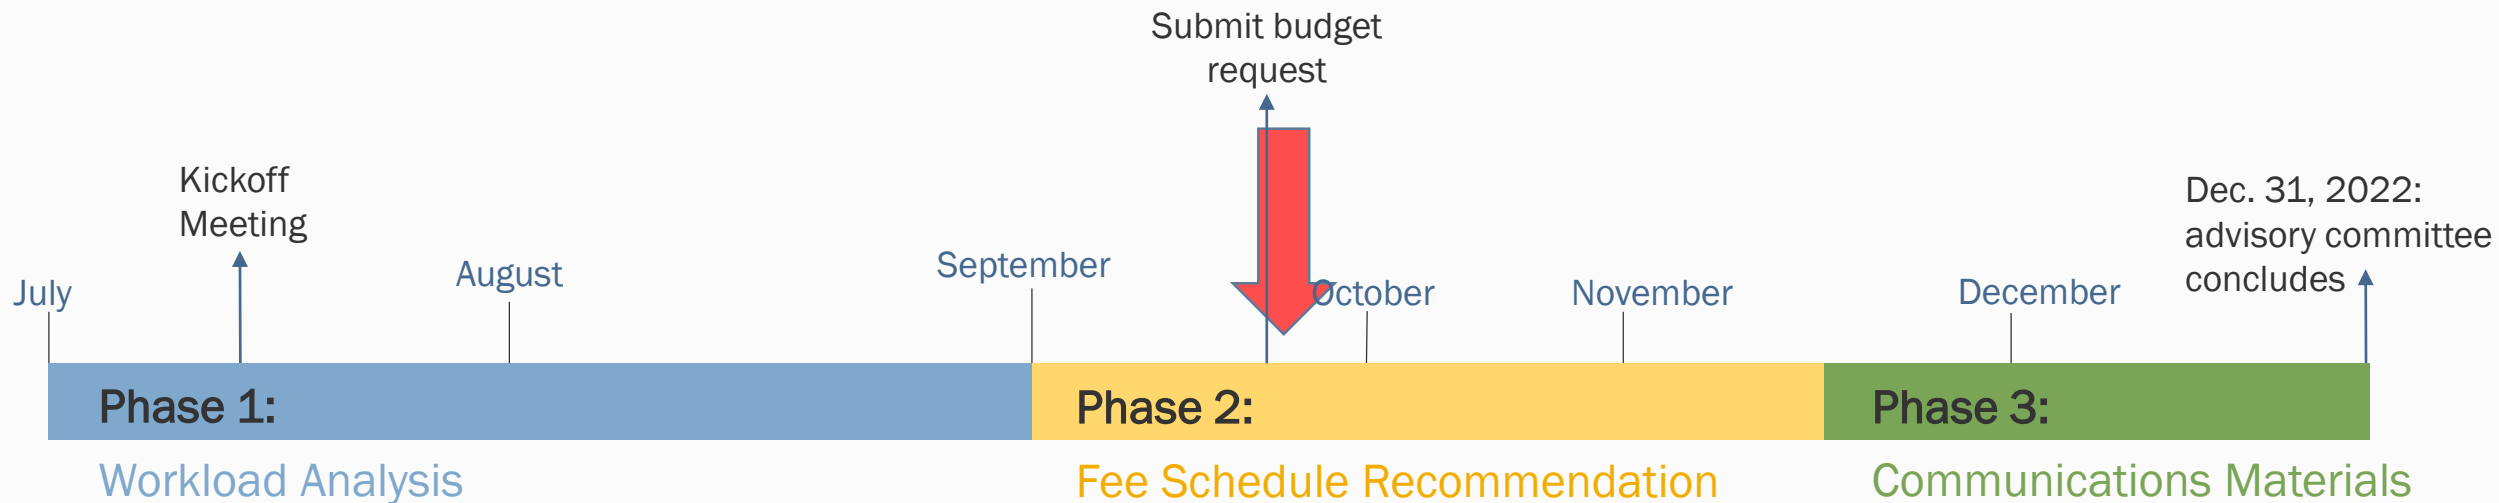 Submit budget
request
Kickoff
Meeting
Dec. 31, 2022:
advisory committee
concludes
July
August
September
October
November
December
Phase 1:
Phase 2:
Phase 3:
Workload Analysis
Fee Schedule Recommendation
Communications Materials